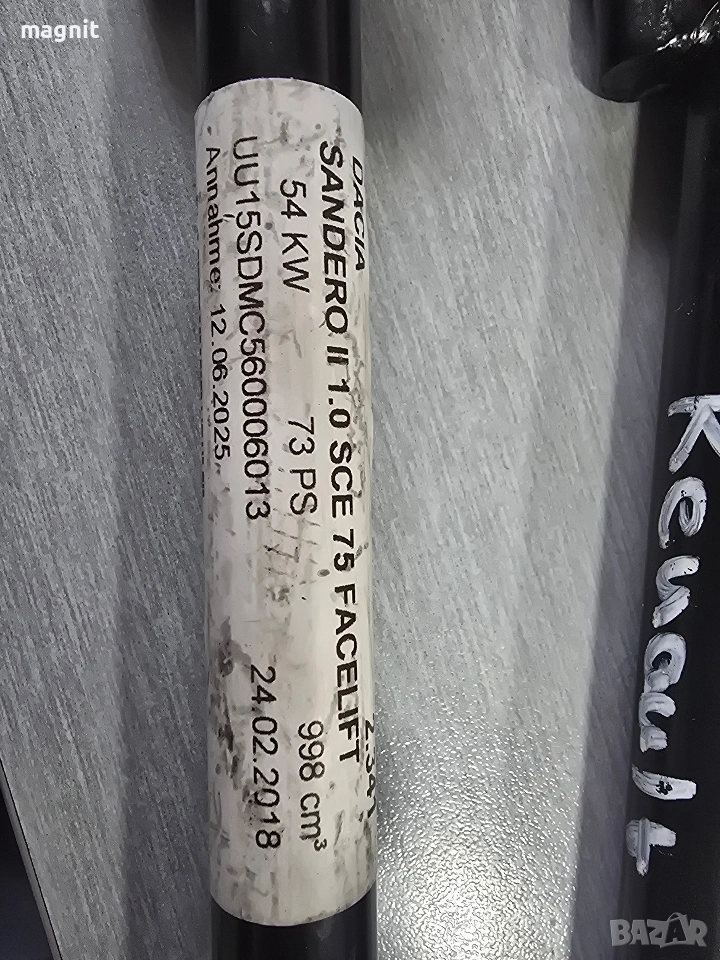 magnit
DACIA
SANDERO II 1.0 SCE 75 FACELIFT
54 KW 73 PS 998 cm³
UU15SDMC560006013 24.02.2018
Annahme: 12.06.2025
Renault
BAZAR